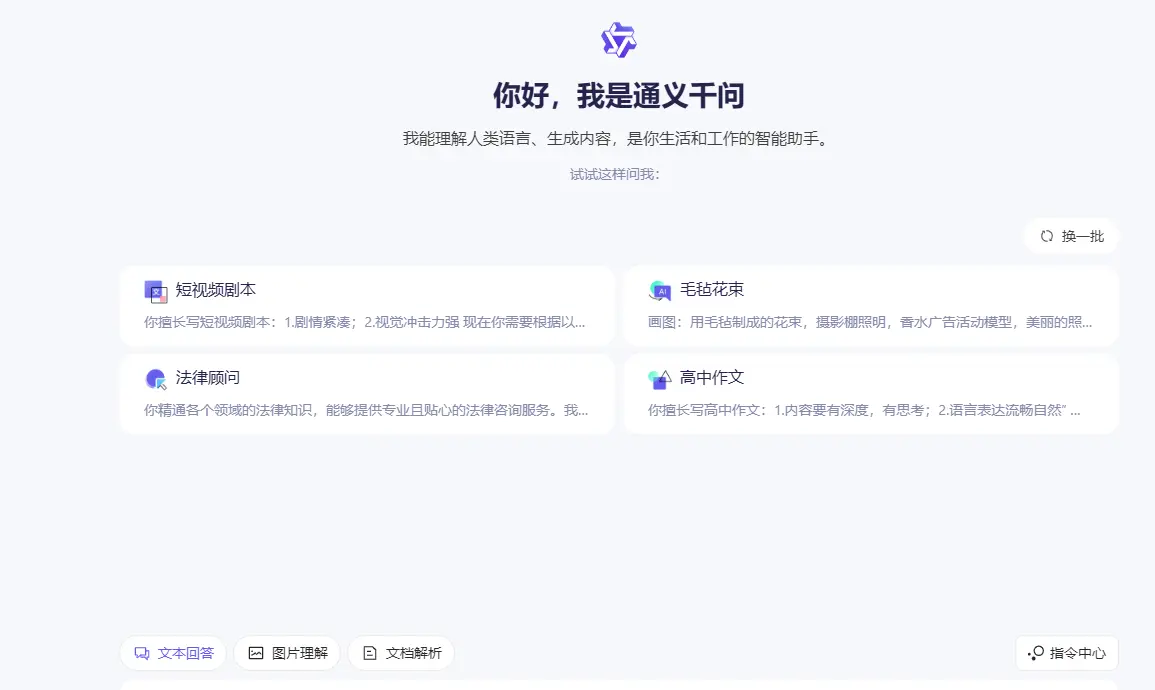 你好，我是通义千问
我能理解人类语言、生成内容，是你生活和工作的智能助手。
试试这样问我：
换一批
短视频剧本
你擅长写短视频剧本：1.剧情紧凑；2.视觉冲击力强 现在你需要根据以...
毛毡花束
画图：用毛毡制成的花束，摄影棚照明，香水广告活动模型，美丽的照...
法律顾问
你精通各个领域的法律知识，能够提供专业且贴心的法律咨询服务。我...
高中作文
你擅长写高中作文：1.内容要有深度，有思考；2.语言表达流畅自然” ...
文本回答
图片理解
文档解析
指令中心